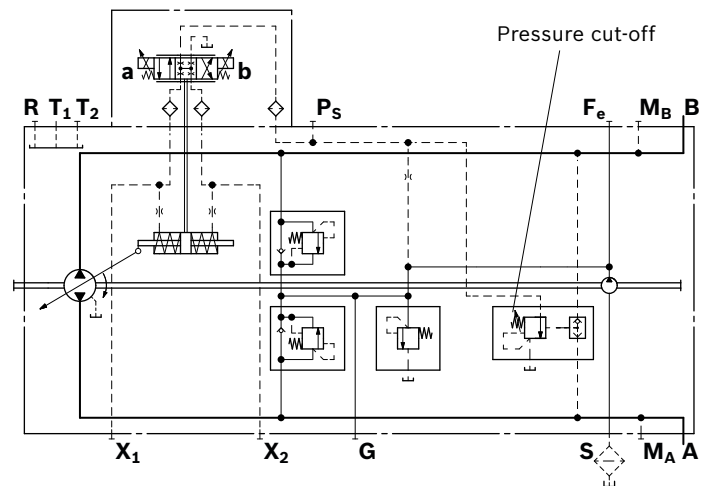 Pressure cut-off
a b
R T₁ T₂ Pₛ Fₑ M_B B
X₁ X₂ G S M_A A